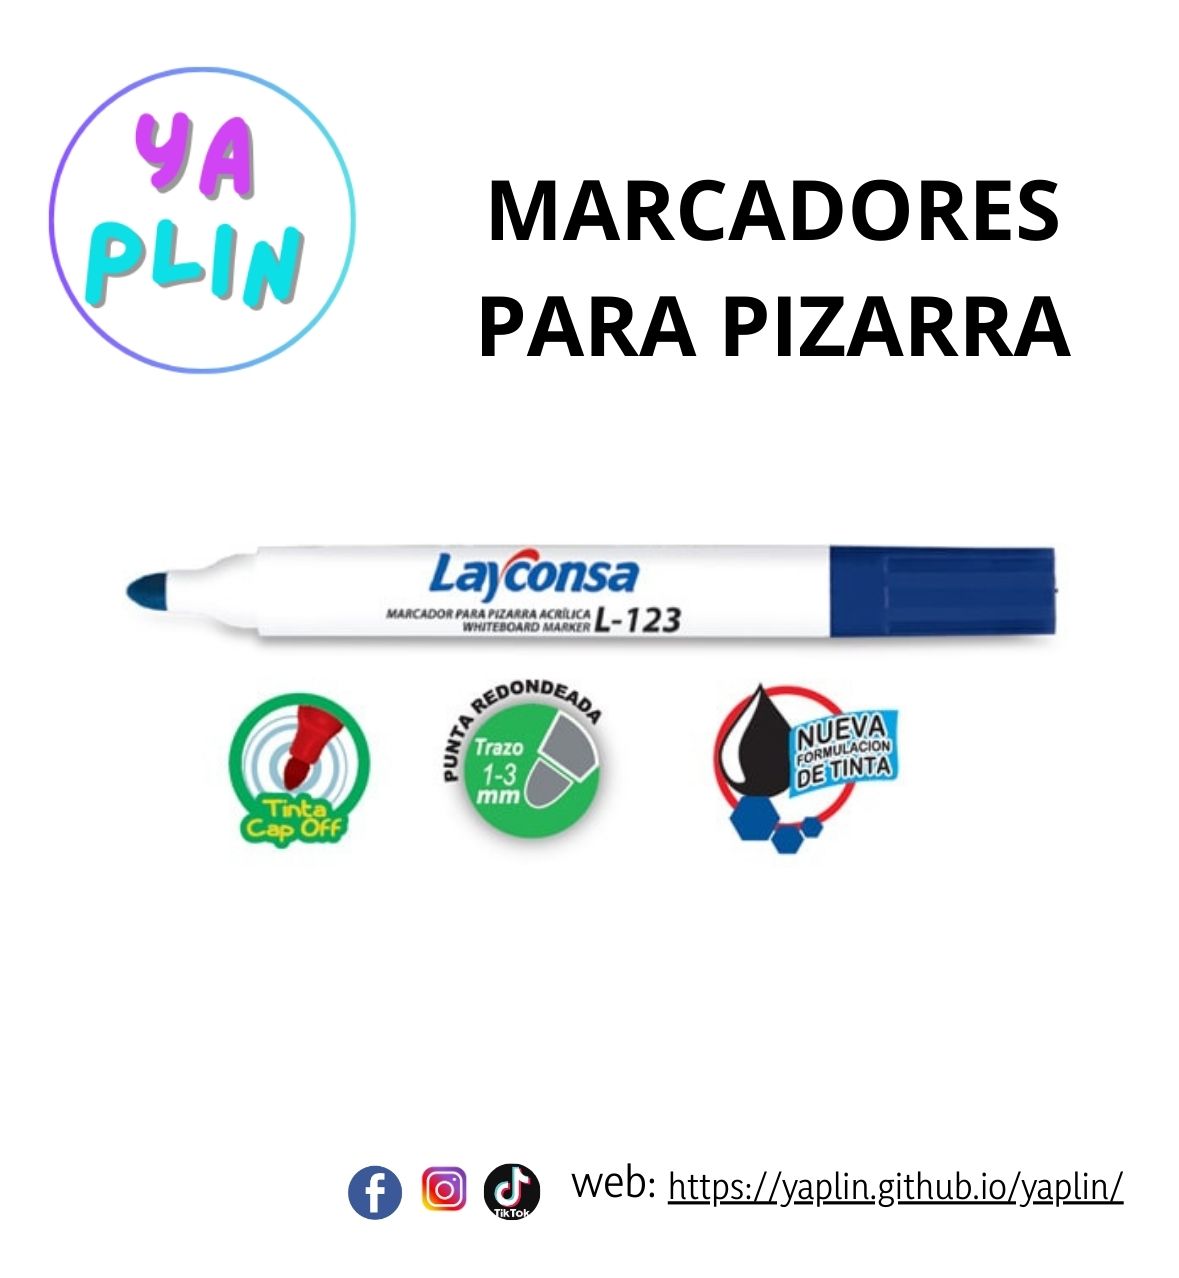 YA
PLIN
MARCADORES
PARA PIZARRA
Layconsa
MARCADOR PARA PIZARRA ACRÍLICA
WHITEBOARD MARKER L-123
Tinta
Cap Off
PUNTA REDONDEADA
Trazo
1-3
mm
NUEVA
FORMULACION
DE TINTA
TikTok
web: https://yaplin.github.io/yaplin/